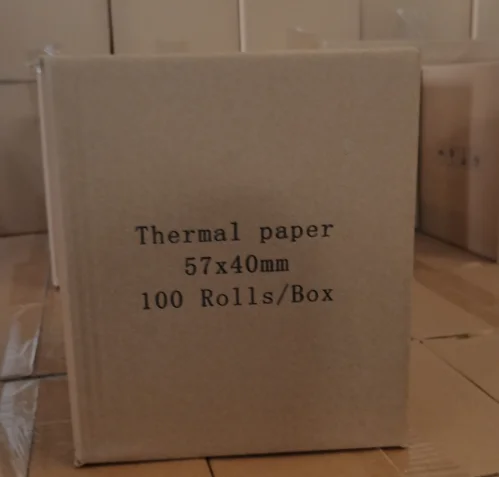 Thermal paper
57x40mm
100 Rolls/Box